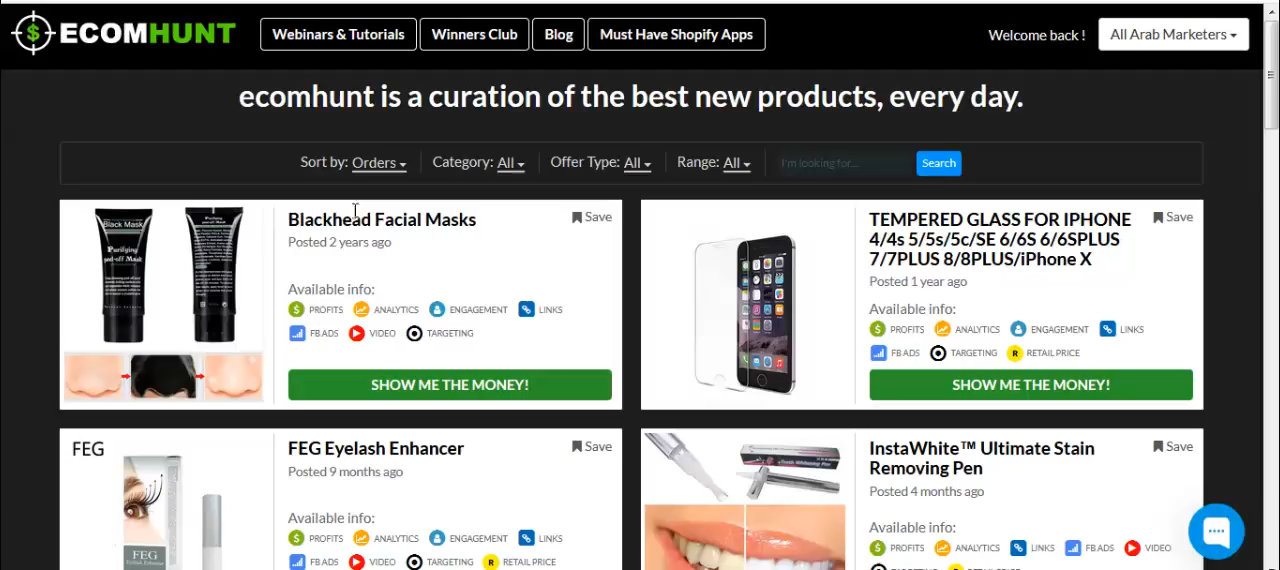 $ ECOMHUNT
Webinars & Tutorials
Winners Club
Blog
Must Have Shopify Apps
Welcome back !
All Arab Marketers
ecomhunt is a curation of the best new products, every day.
Sort by: Orders
Category: All
Offer Type: All
Range: All
I'm looking for...
Search
Black Mask
Purifying
peel-off Mask
Blackhead Facial Masks
Save
Posted 2 years ago
Available info:
$ PROFITS ANALYTICS ENGAGEMENT LINKS
FB ADS VIDEO TARGETING
SHOW ME THE MONEY!
TEMPERED GLASS FOR IPHONE
4/4s 5/5s/5c/SE 6/6S 6/6SPLUS
7/7PLUS 8/8PLUS/iPhone X
Save
Posted 1 year ago
Available info:
$ PROFITS ANALYTICS ENGAGEMENT LINKS
FB ADS TARGETING R RETAIL PRICE
SHOW ME THE MONEY!
FEG
FEG
Eyelash Enhancer
FEG Eyelash Enhancer
Save
Posted 9 months ago
Available info:
$ PROFITS ANALYTICS ENGAGEMENT LINKS
FB ADS VIDEO TARGETING R RETAIL PRICE
InstaWhite™ Ultimate Stain
Removing Pen
Save
Posted 4 months ago
Available info:
$ PROFITS ANALYTICS LINKS FB ADS VIDEO